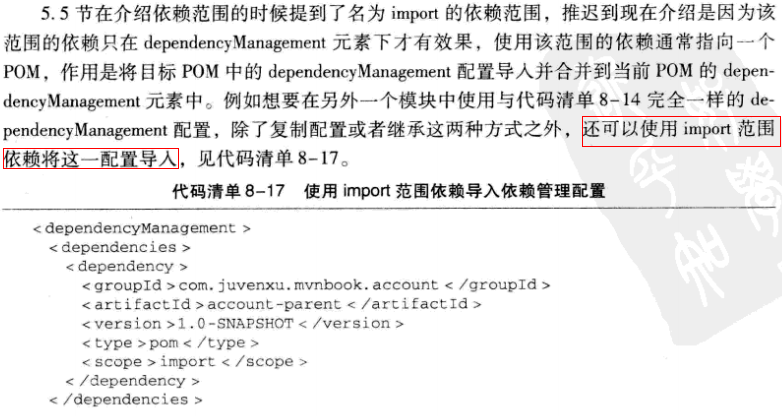 5.5 节在介绍依赖范围的时候提到了名为 import 的依赖范围，推迟到现在介绍是因为该
范围的依赖只在 dependencyManagement 元素下才有效果，使用该范围的依赖通常指向一个
POM，作用是将目标 POM 中的 dependencyManagement 配置导入并合并到当前 POM 的 depen-
dencyManagement 元素中。例如想要在另外一个模块中使用与代码清单 8-14 完全一样的 de-
pendencyManagement 配置，除了复制配置或者继承这两种方式之外，还可以使用 import 范围
依赖将这一配置导入，见代码清单 8-17。
代码清单 8-17 使用 import 范围依赖导入依赖管理配置
<dependencyManagement >
<dependencies >
<dependency >
<groupId >com.juvenxu.mvnbook.account < /groupId >
<artifactId >account-parent < /artifactId >
<version >1.0-SNAPSHOT < /version >
<type >pom < /type >
<scope >import < /scope >
< /dependency >
< /dependencies >